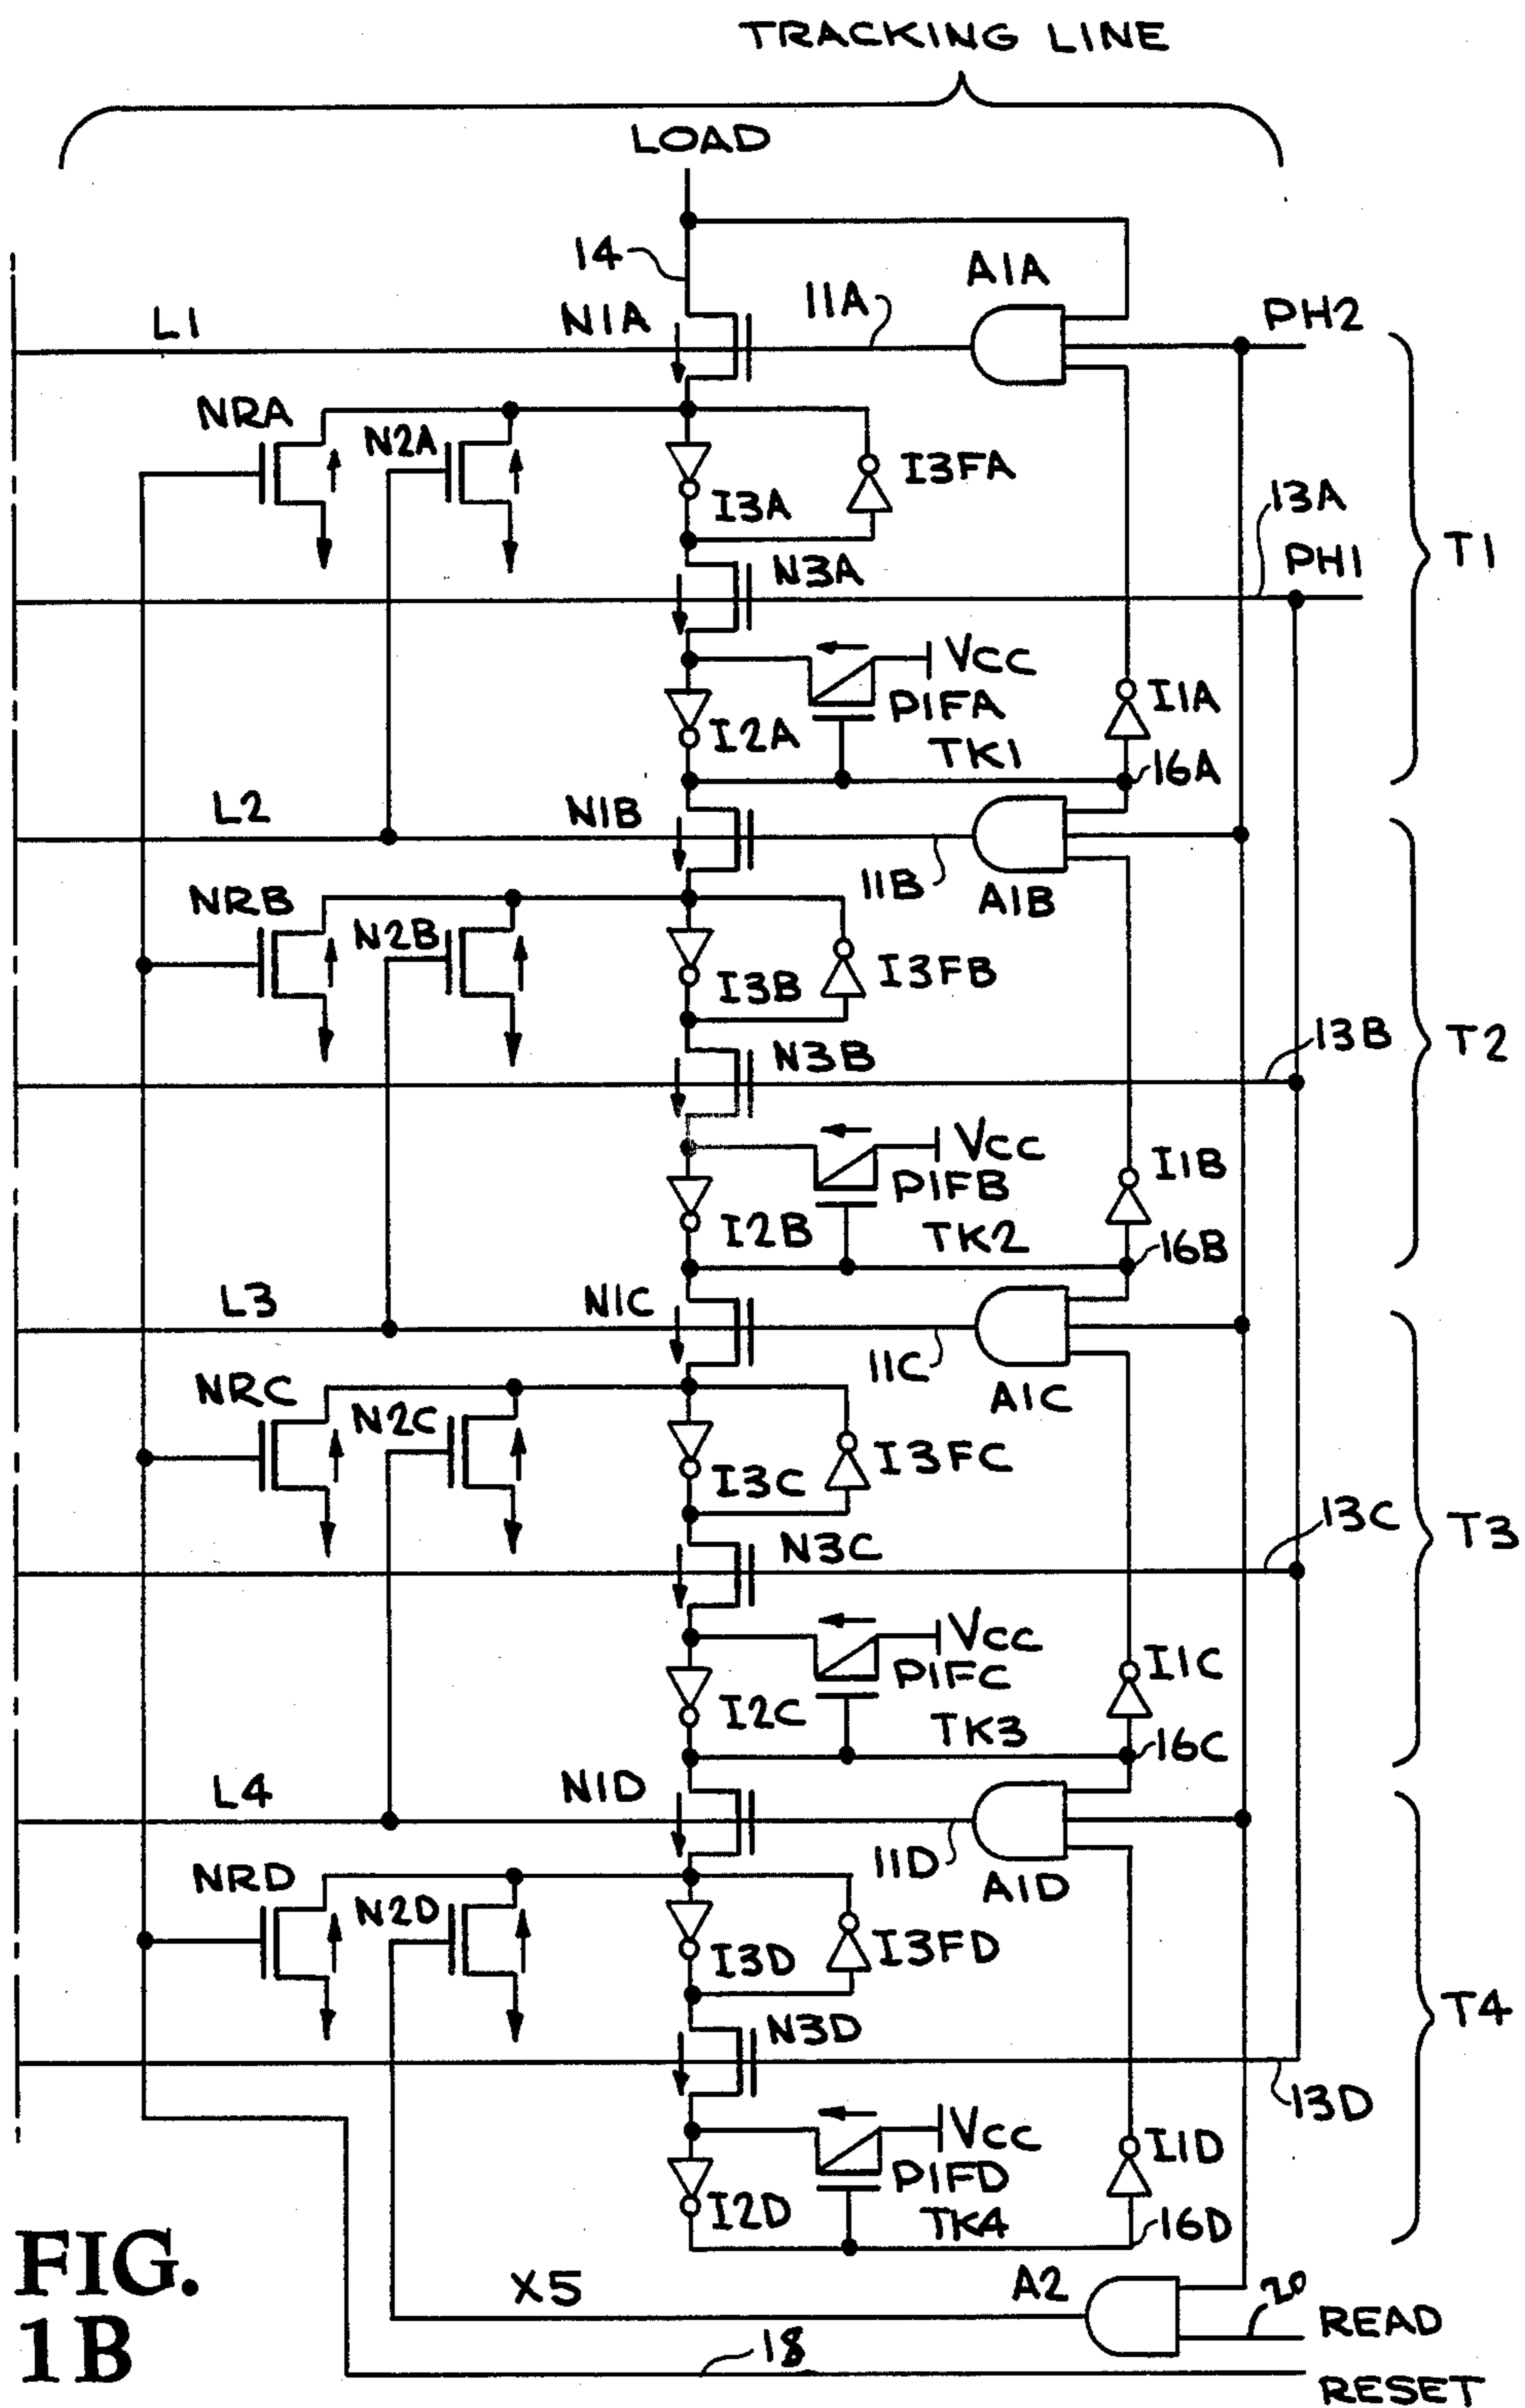 TRACKING LINE
LOAD
14
A1A
11A
PH2
L1
N1A
NRA
N2A
I3FA
I3A
13A
PH1
T1
N3A
VCC
P1FA
I1A
I2A
TK1
16A
L2
N1B
11B
A1B
NRB
N2B
I3FB
I3B
13B
T2
N3B
VCC
P1FB
I1B
I2B
TK2
16B
L3
N1C
11C
A1C
NRC
N2C
I3FC
I3C
13C
T3
N3C
VCC
P1FC
I1C
I2C
TK3
16C
L4
N1D
11D
A1D
NRD
N2D
I3FD
I3D
T4
N3D
13D
VCC
P1FD
I1D
I2D
TK4
16D
FIG.
1B
X5
A2
20
READ
18
RESET